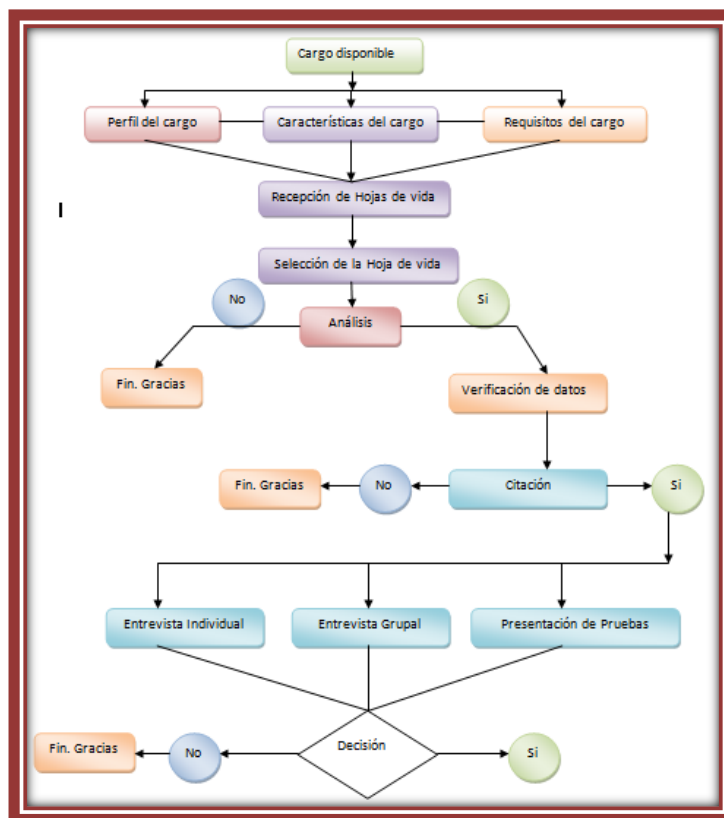 Cargo disponible
Perfil del cargo
Características del cargo
Requisitos del cargo
Recepción de Hojas de vida
I
Selección de la Hoja de vida
No
Si
Análisis
Fin. Gracias
Verificación de datos
Fin. Gracias
No
Citación
Si
Entrevista Individual
Entrevista Grupal
Presentación de Pruebas
Fin. Gracias
No
Decisión
Si